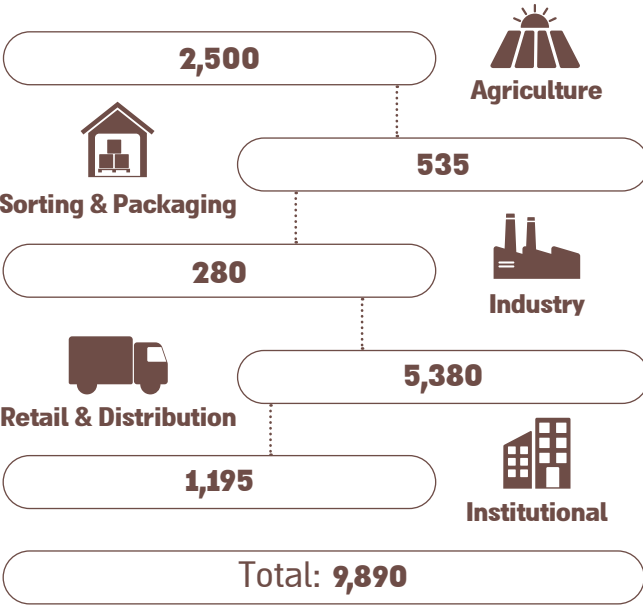 2,500
Agriculture
535
Sorting & Packaging
280
Industry
5,380
Retail & Distribution
1,195
Institutional
Total: 9,890